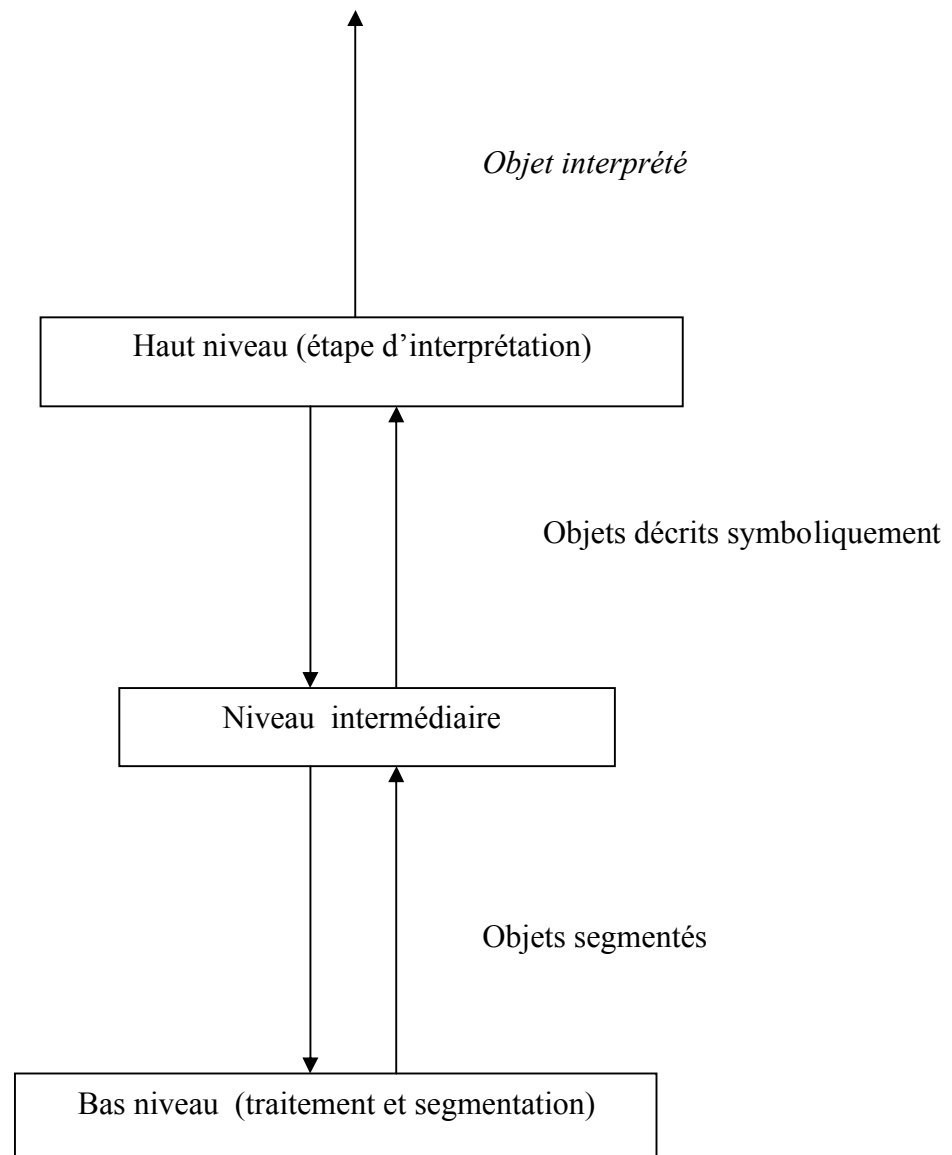 Objet interprété
Haut niveau (étape d’interprétation)
Objets décrits symboliquement
Niveau intermédiaire
Objets segmentés
Bas niveau (traitement et segmentation)